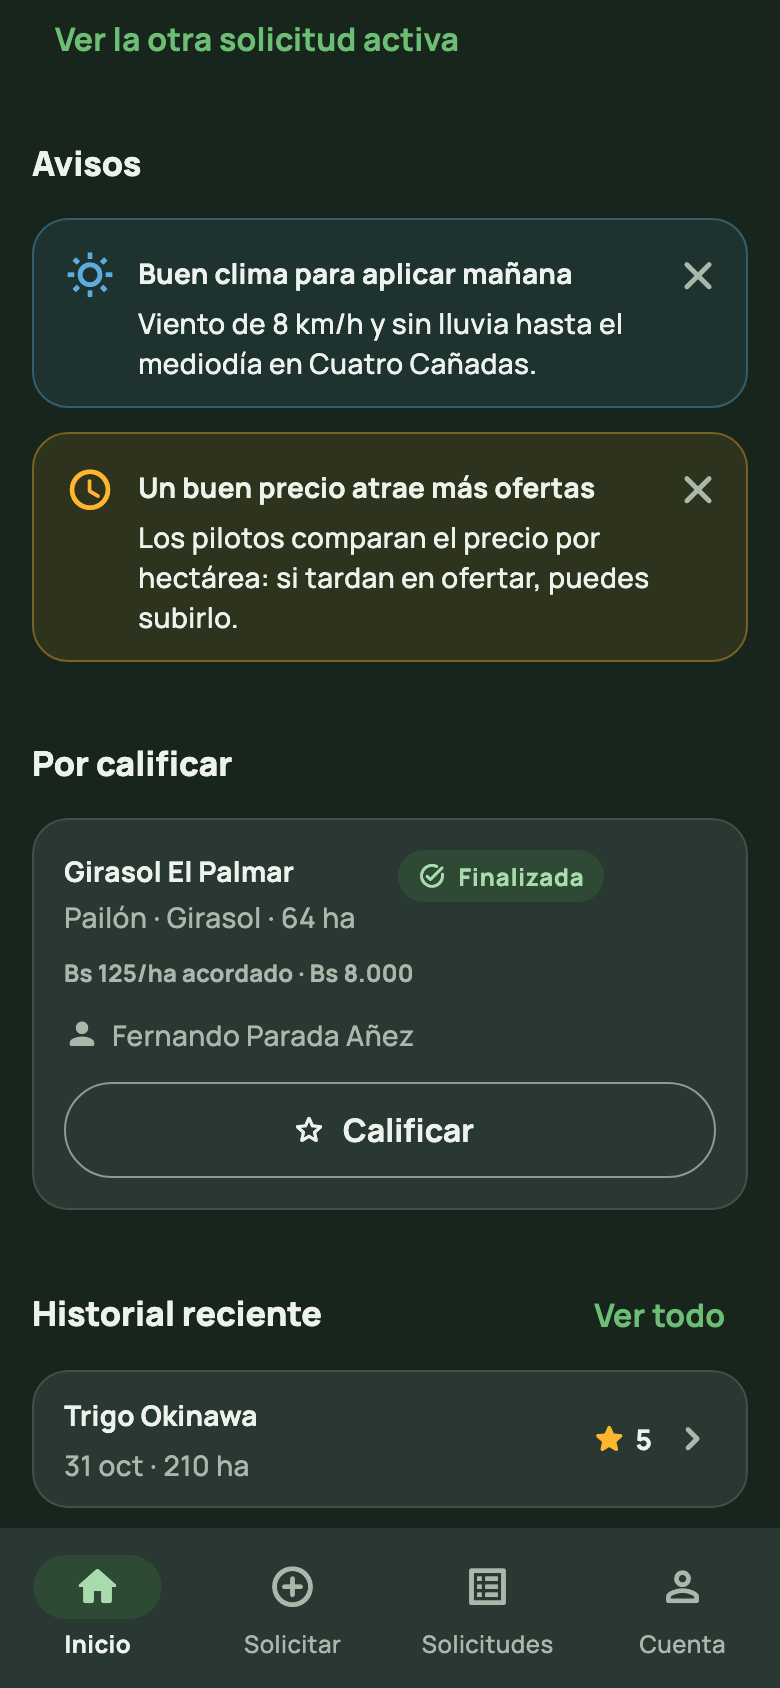 Ver la otra solicitud activa
Avisos
Buen clima para aplicar mañana
Viento de 8 km/h y sin lluvia hasta el
mediodía en Cuatro Cañadas.
Un buen precio atrae más ofertas
Los pilotos comparan el precio por
hectárea: si tardan en ofertar, puedes
subirlo.
Por calificar
Girasol El Palmar
Finalizada
Pailón · Girasol · 64 ha
Bs 125/ha acordado · Bs 8.000
Fernando Parada Añez
Calificar
Historial reciente
Ver todo
Trigo Okinawa
31 oct · 210 ha
5
Inicio
Solicitar
Solicitudes
Cuenta